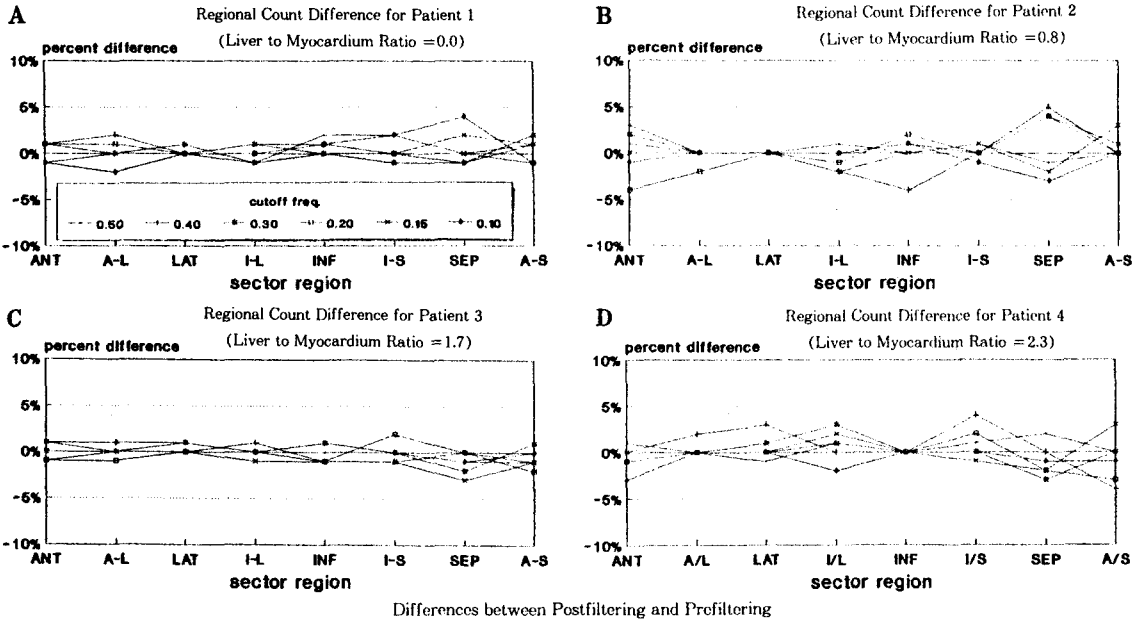 A
Regional Count Difference for Patient 1
(Liver to Myocardium Ratio =0.0)
percent difference
10%
5%
0%
-5%
-10%
cutoff freq.
0.50 0.40 0.30 0.20 0.15 0.10
ANT A-L LAT I-L INF I-S SEP A-S
sector region
B
Regional Count Difference for Patient 2
(Liver to Myocardium Ratio =0.8)
percent difference
10%
5%
0%
-5%
-10%
ANT A-L LAT I-L INF I-S SEP A-S
sector region
C
Regional Count Difference for Patient 3
(Liver to Myocardium Ratio =1.7)
percent difference
10%
5%
0%
-5%
-10%
ANT A-L LAT I-L INF I-S SEP A-S
sector region
D
Regional Count Difference for Patient 4
(Liver to Myocardium Ratio =2.3)
percent difference
10%
5%
0%
-5%
-10%
ANT A/L LAT I/L INF I/S SEP A/S
sector region
Differences between Postfiltering and Prefiltering